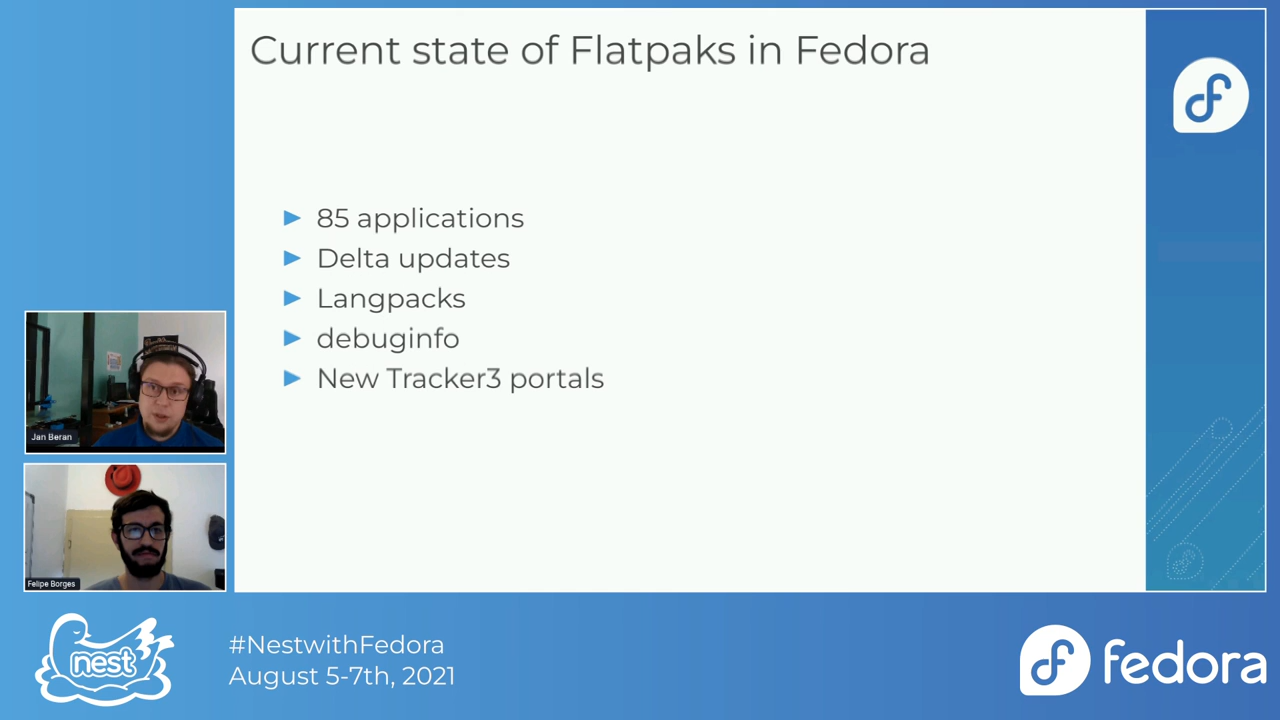 Current state of Flatpaks in Fedora
85 applications
Delta updates
Langpacks
debuginfo
New Tracker3 portals
Jan Beran
Felipe Borges
nest
#NestwithFedora
August 5-7th, 2021
fedora